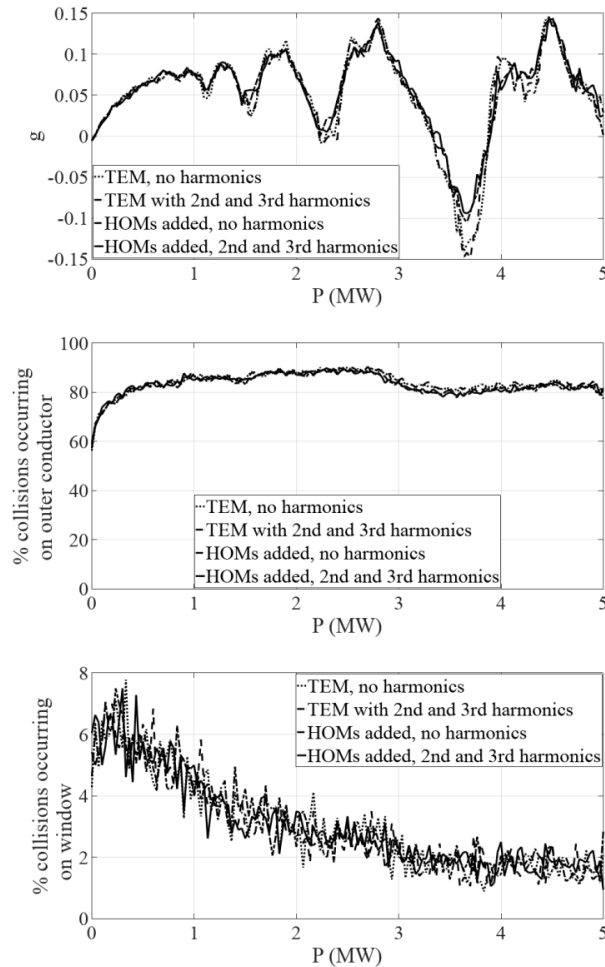 0.15
0.1
0.05
0
-0.05
-0.1
-0.15
g
TEM, no harmonics
TEM with 2nd and 3rd harmonics
HOMs added, no harmonics
HOMs added, 2nd and 3rd harmonics
0 1 2 3 4 5
P (MW)
100
80
60
40
20
0
% collisions occurring
on outer conductor
TEM, no harmonics
TEM with 2nd and 3rd harmonics
HOMs added, no harmonics
HOMs added, 2nd and 3rd harmonics
0 1 2 3 4 5
P (MW)
8
6
4
2
0
% collisions occurring
on window
TEM, no harmonics
TEM with 2nd and 3rd harmonics
HOMs added, no harmonics
HOMs added, 2nd and 3rd harmonics
0 1 2 3 4 5
P (MW)